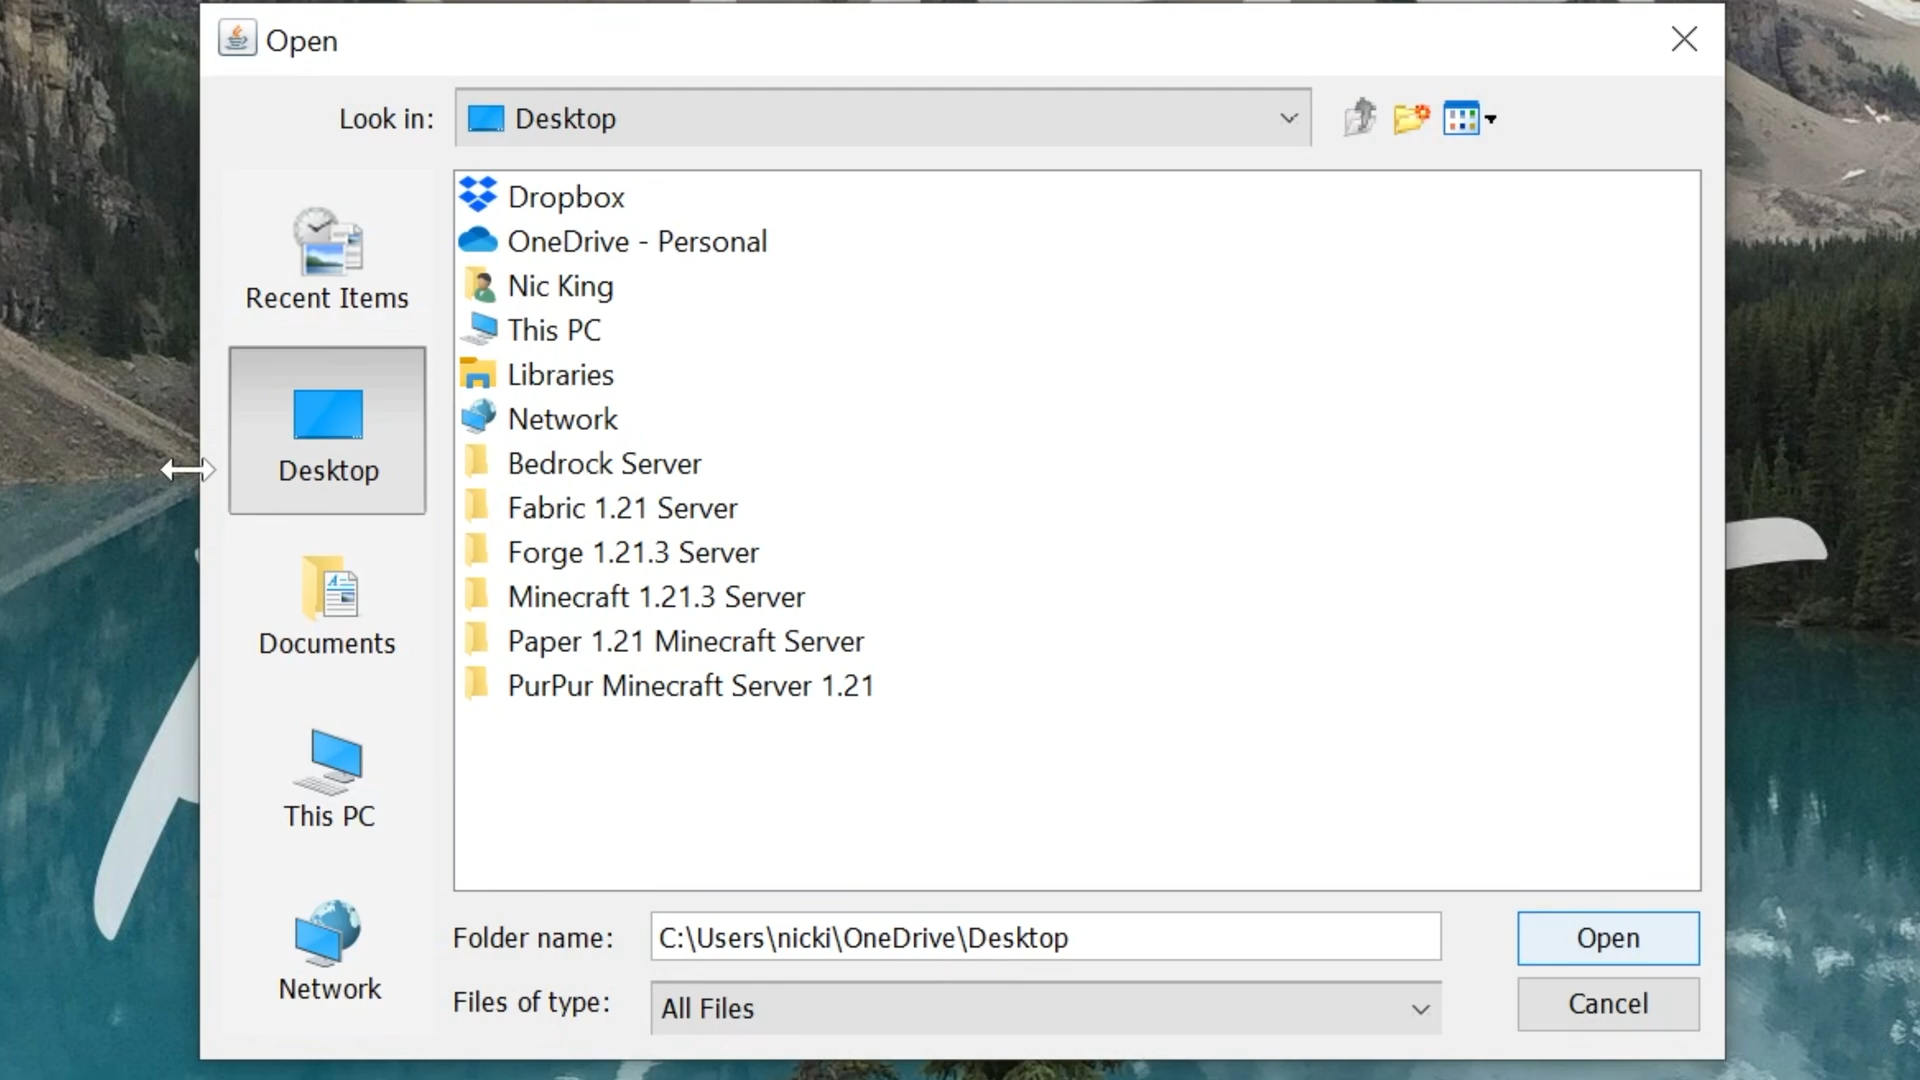 Open
Look in:
Desktop
Recent Items
Desktop
Documents
This PC
Network
Dropbox
OneDrive - Personal
Nic King
This PC
Libraries
Network
Bedrock Server
Fabric 1.21 Server
Forge 1.21.3 Server
Minecraft 1.21.3 Server
Paper 1.21 Minecraft Server
PurPur Minecraft Server 1.21
Folder name:
C:\Users\nicki\OneDrive\Desktop
Open
Files of type:
All Files
Cancel